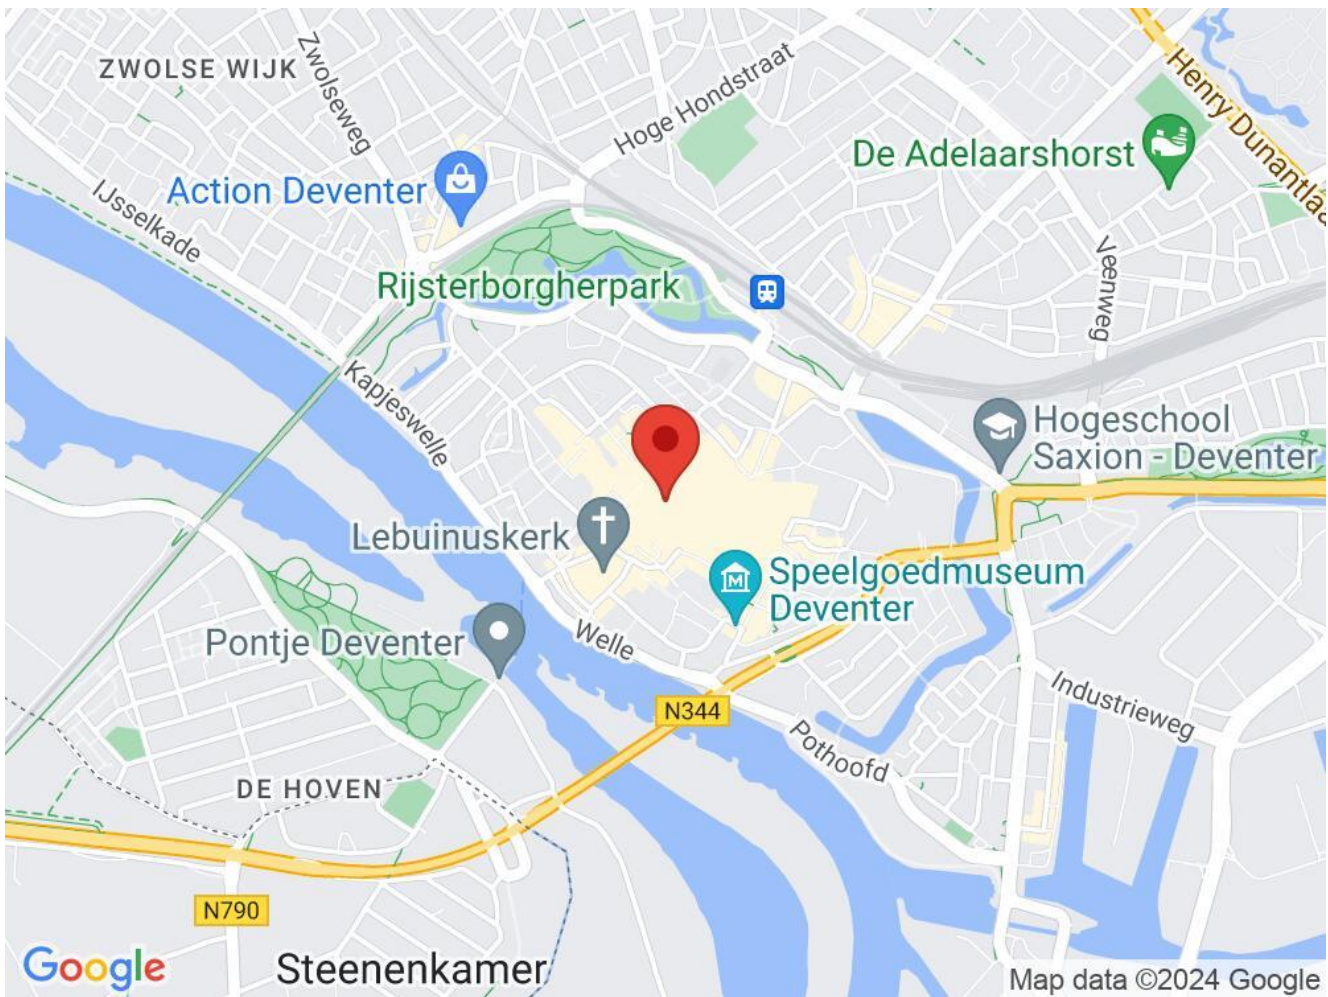 ZWOLSE WIJK
Zwolseweg
Hoge Hondstraat
Henry Dunantlaa
De Adelaarshorst
Action Deventer
IJsselkade
Rijsterborgherpark
Veenweg
Kapjeswelle
Hogeschool
Saxion - Deventer
Lebuinuskerk
Speelgoedmuseum
Deventer
Pontje Deventer
Welle
N344
Industrieweg
Pothoofd
DE HOVEN
N790
Steenenkamer
Google
Map data ©2024 Google
M